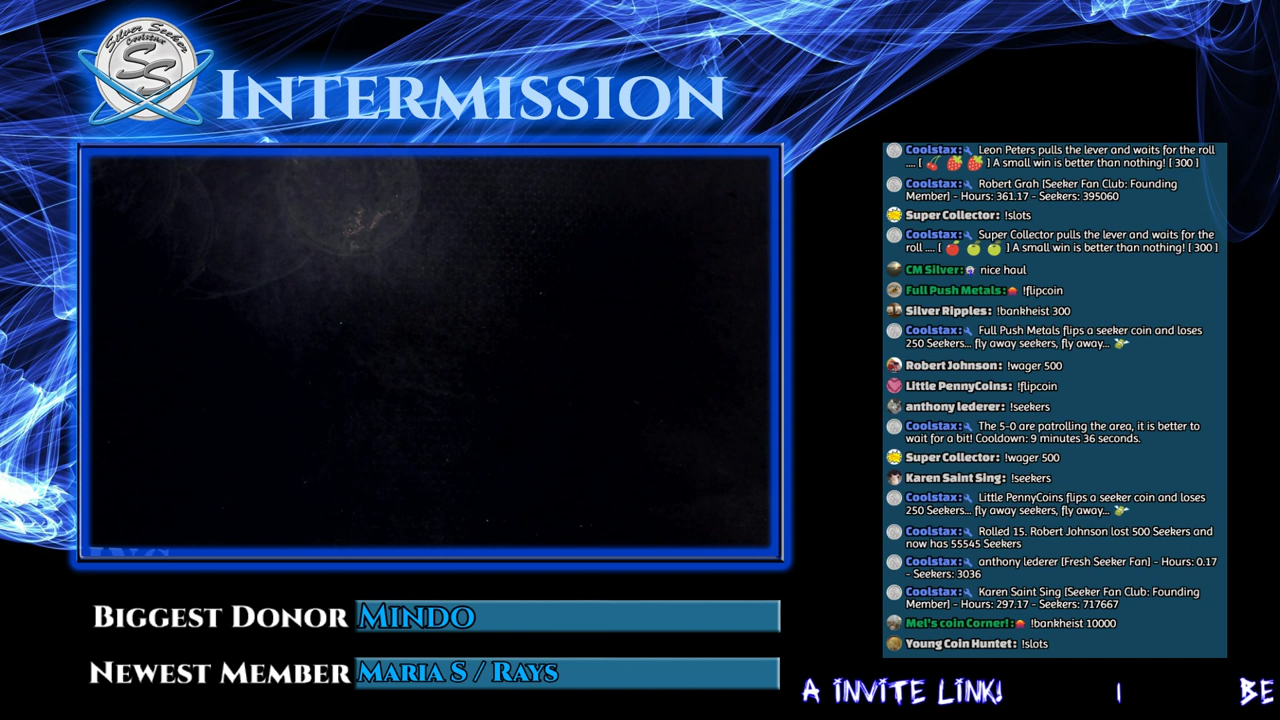 Silver Seeker
Coolstax
SS
INTERMISSION
Coolstax: Leon Peters pulls the lever and waits for the roll
.... [ ] A small win is better than nothing! [ 300 ]
Coolstax: Robert Grah [Seeker Fan Club: Founding
Member] - Hours: 361.17 - Seekers: 395060
Super Collector: !slots
Coolstax: Super Collector pulls the lever and waits for the
roll .... [ ] A small win is better than nothing! [ 300 ]
CM Silver: nice haul
Full Push Metals: !flipcoin
Silver Ripples: !bankheist 300
Coolstax: Full Push Metals flips a seeker coin and loses
250 Seekers... fly away seekers, fly away...
Robert Johnson: !wager 500
Little PennyCoins: !flipcoin
anthony lederer: !seekers
Coolstax: The 5-0 are patrolling the area, it is better to
wait for a bit! Cooldown: 9 minutes 36 seconds.
Super Collector: !wager 500
Karen Saint Sing: !seekers
Coolstax: Little PennyCoins flips a seeker coin and loses
250 Seekers... fly away seekers, fly away...
Coolstax: Rolled 15. Robert Johnson lost 500 Seekers and
now has 55545 Seekers
Coolstax: anthony lederer [Fresh Seeker Fan] - Hours: 0.17
- Seekers: 3036
Coolstax: Karen Saint Sing [Seeker Fan Club: Founding
Member] - Hours: 297.17 - Seekers: 717667
Mel's coin Corner!: !bankheist 10000
Young Coin Huntet: !slots
BIGGEST DONOR MINDO
NEWEST MEMBER MARIA S / RAYS
A INVITE LINK! | BE